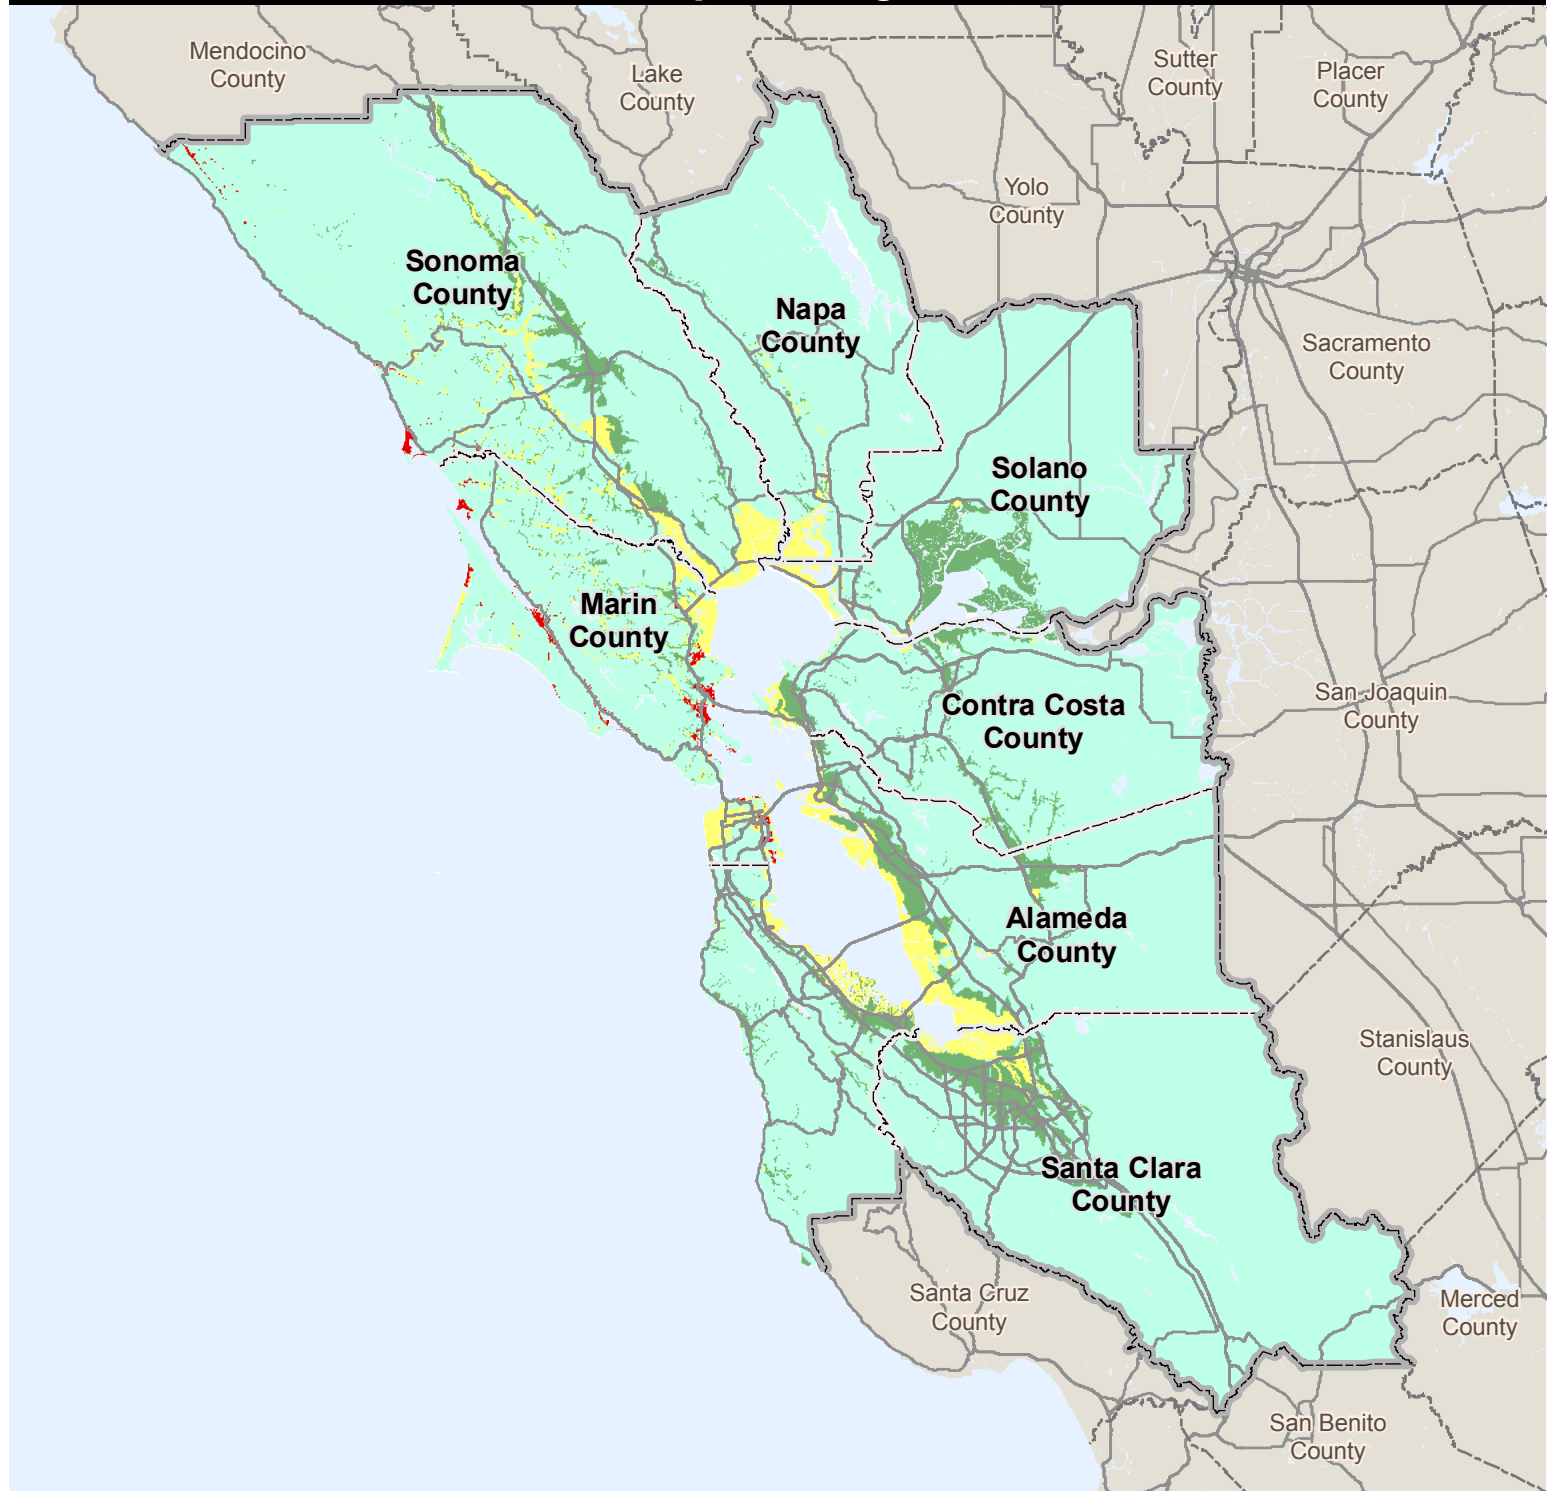 Mendocino
County
Lake
County
Sutter
County
Placer
County
Yolo
County
Sonoma
County
Napa
County
Sacramento
County
Solano
County
Marin
County
Contra Costa
County
San Joaquin
County
Alameda
County
Stanislaus
County
Santa Clara
County
Santa Cruz
County
Merced
County
San Benito
County